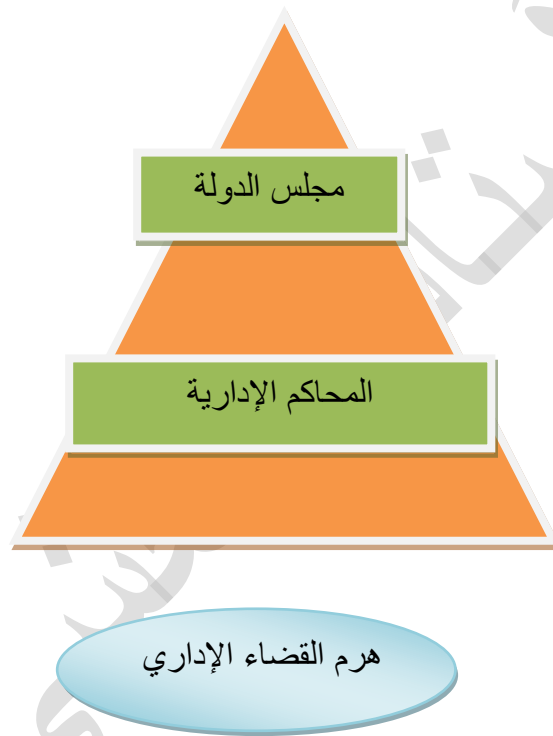 مجلس الدولة
المحاكم الإدارية
هرم القضاء الإداري